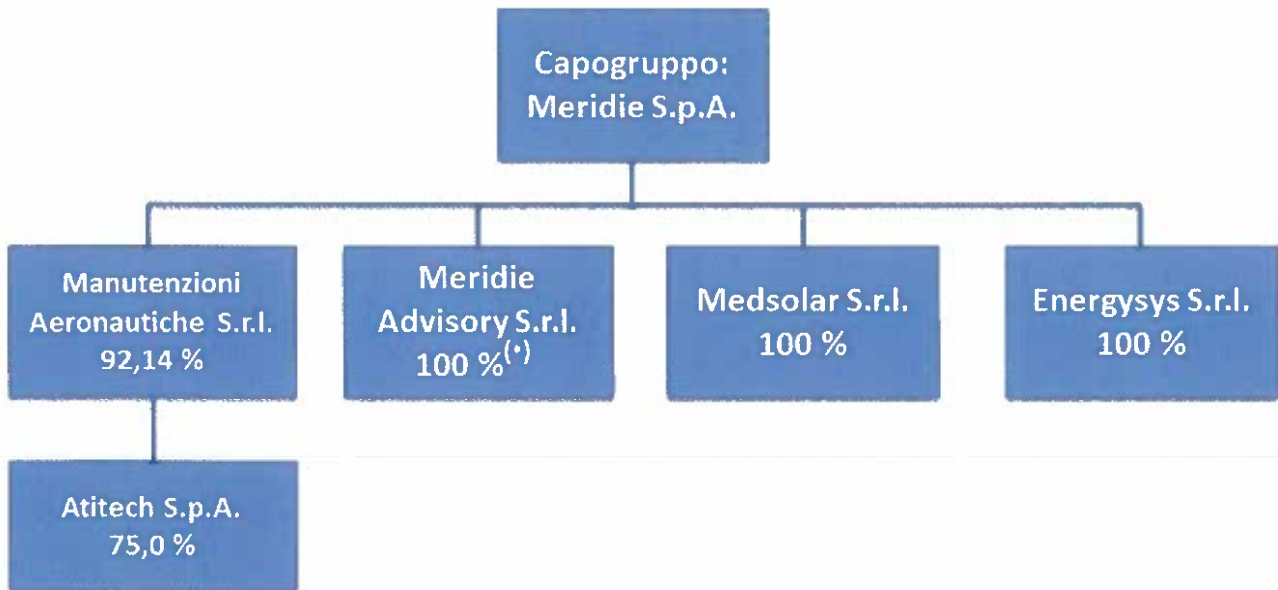 Capogruppo:
Meridie S.p.A.
Manutenzioni
Aeronautiche S.r.l.
92,14 %
Meridie
Advisory S.r.l.
100 %(*)
Medsolar S.r.l.
100 %
Energysys S.r.l.
100 %
Atitech S.p.A.
75,0 %